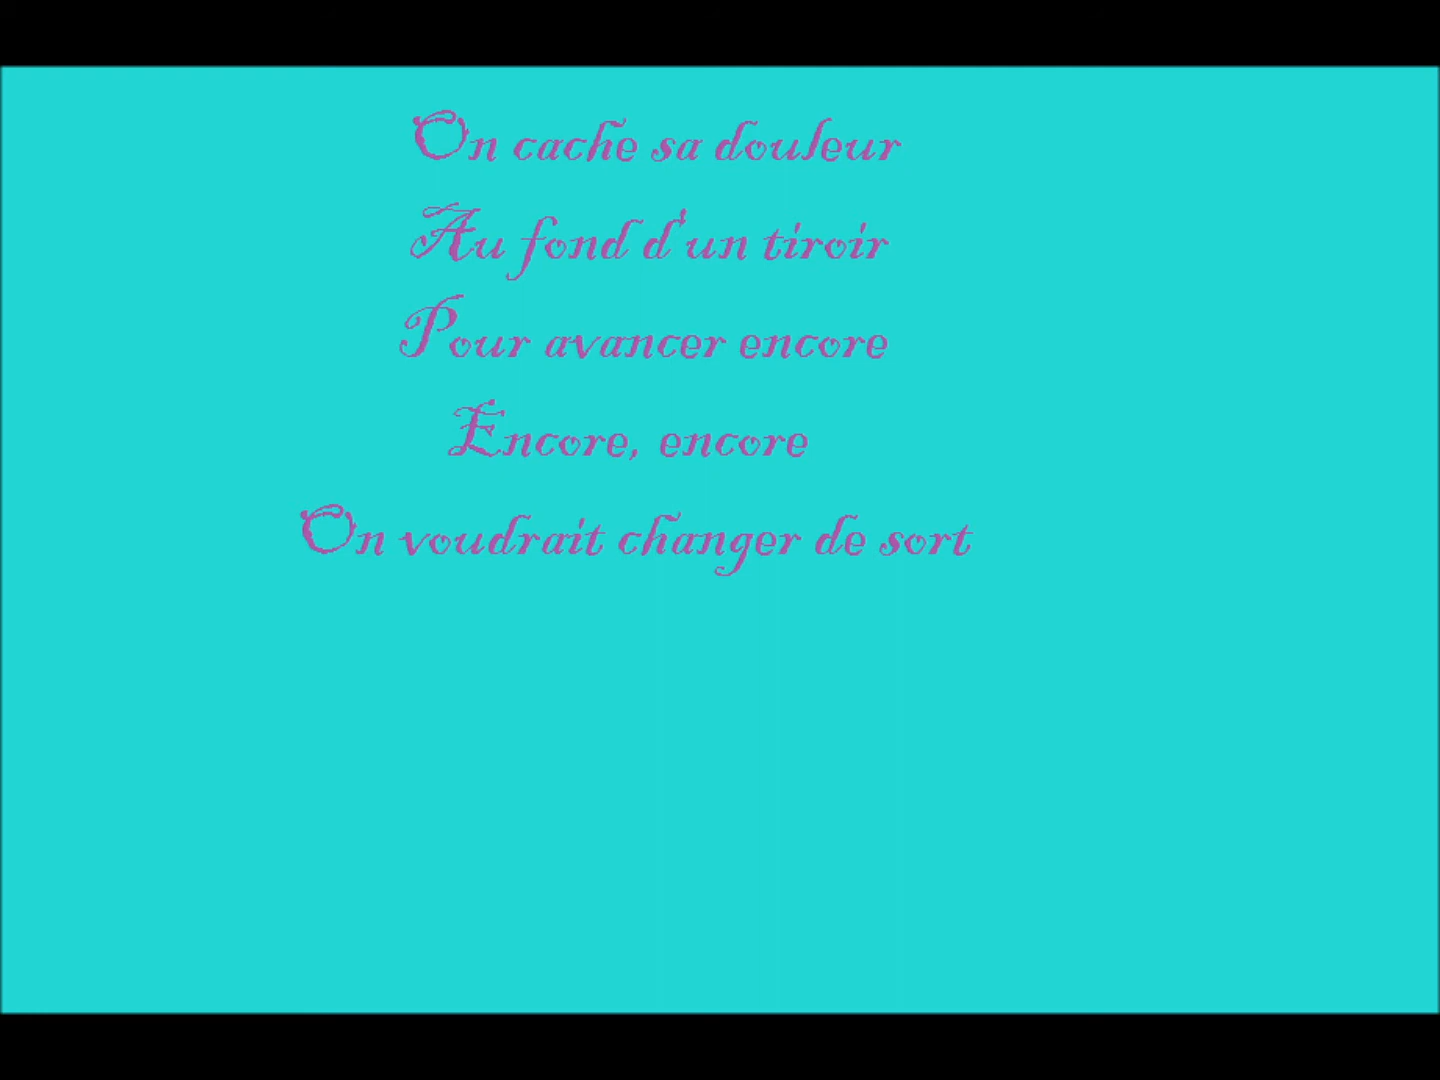 On cache sa douleur
Au fond d'un tiroir
Pour avancer encore
Encore, encore
On voudrait changer de sort